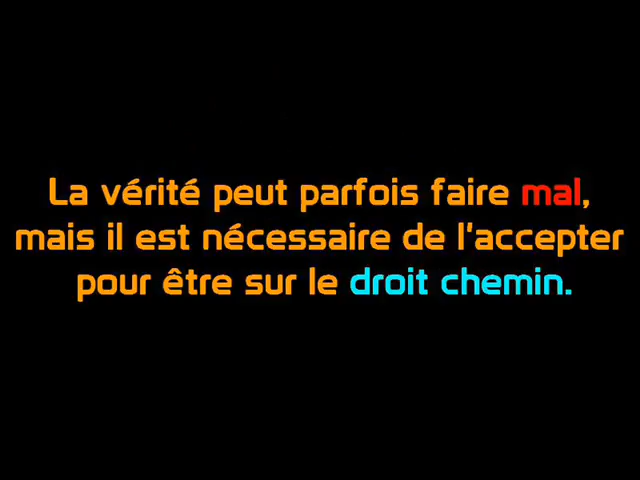 La vérité peut parfois faire mal,
mais il est nécessaire de l'accepter
pour être sur le droit chemin.